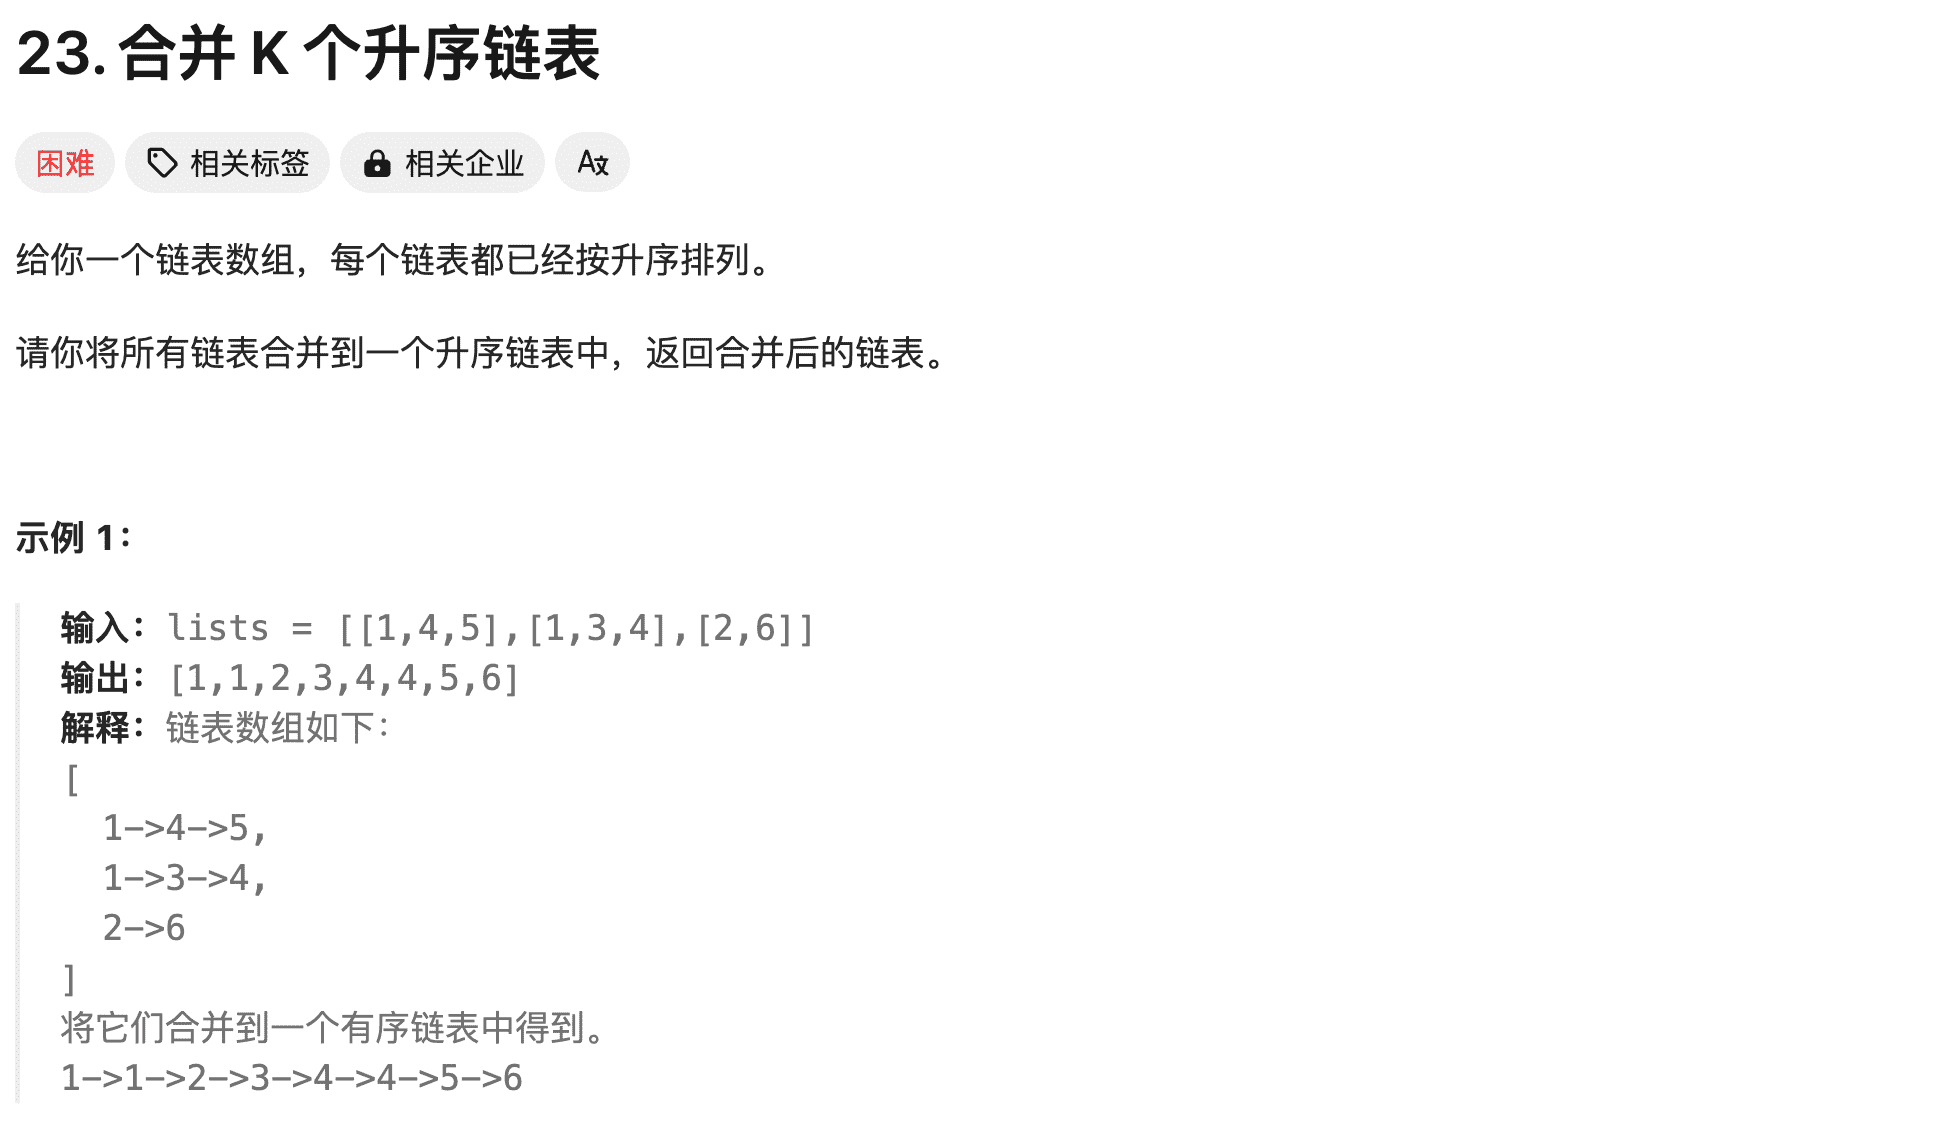 23. 合并 K 个升序链表
困难 相关标签 相关企业 A文
给你一个链表数组，每个链表都已经按升序排列。
请你将所有链表合并到一个升序链表中，返回合并后的链表。
示例 1：
输入：lists = [[1,4,5],[1,3,4],[2,6]]
输出：[1,1,2,3,4,4,5,6]
解释：链表数组如下：
[
  1->4->5,
  1->3->4,
  2->6
]
将它们合并到一个有序链表中得到。
1->1->2->3->4->4->5->6